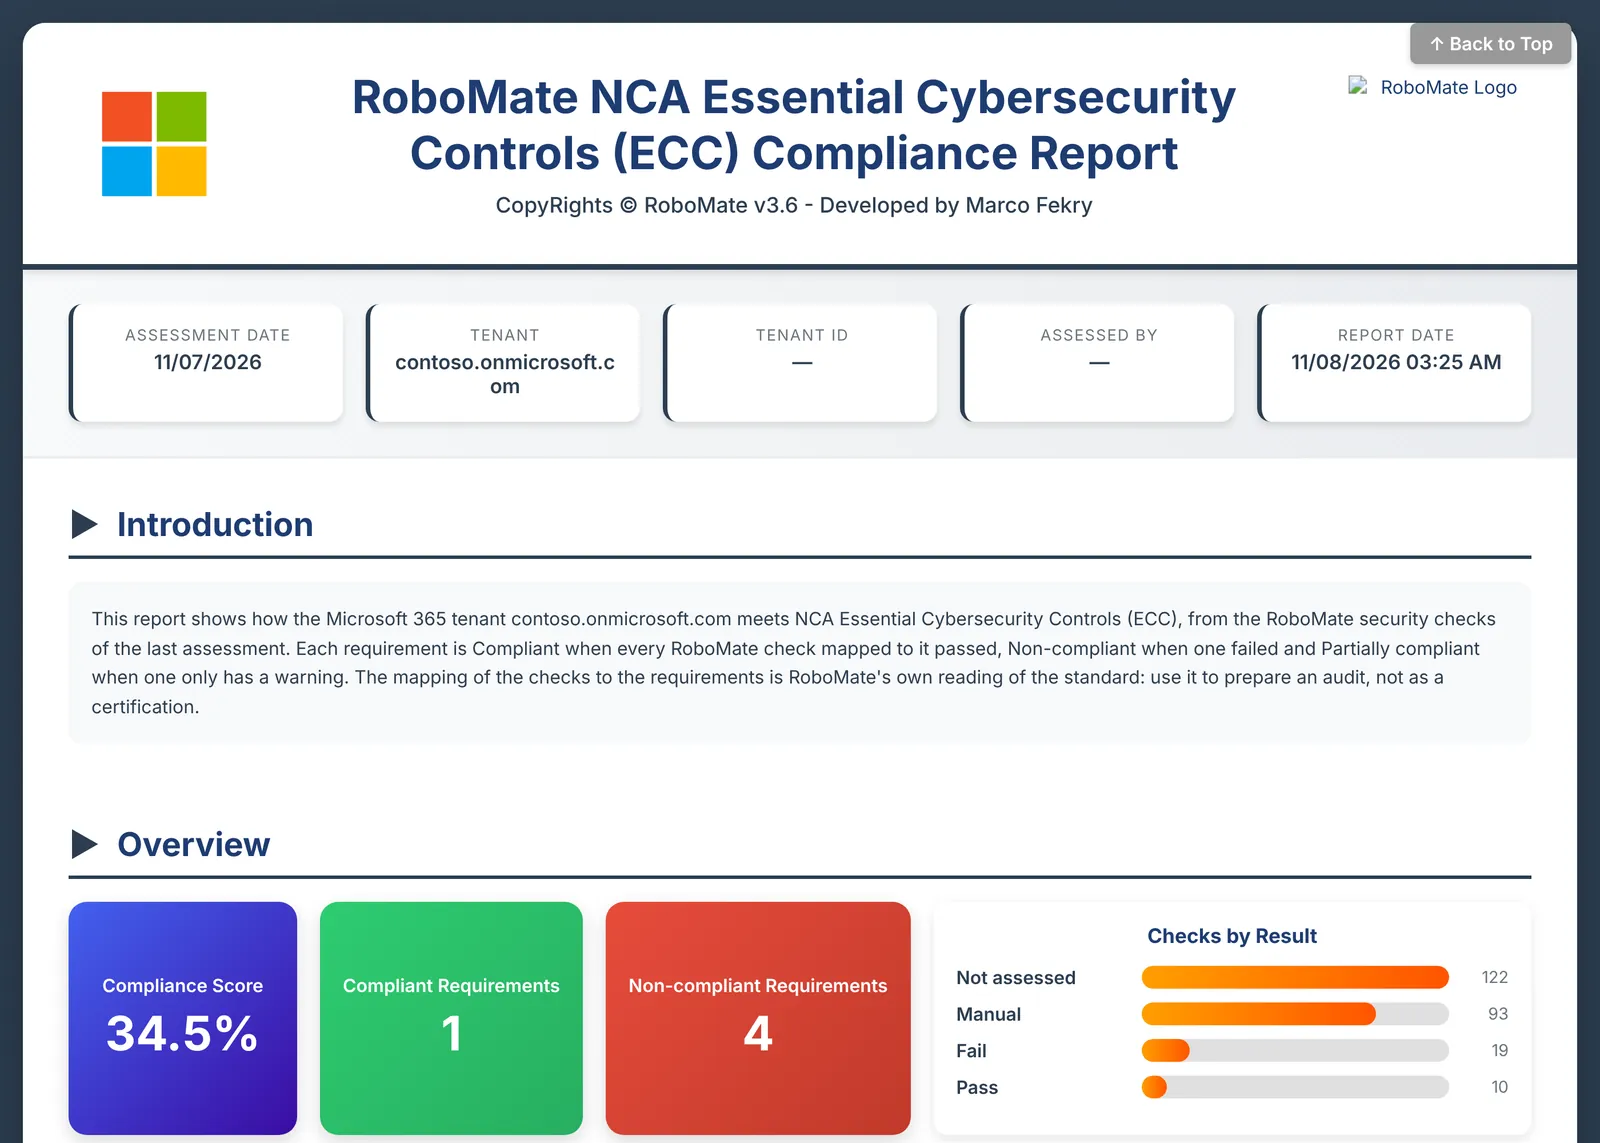 ↑ Back to Top
RoboMate NCA Essential Cybersecurity
Controls (ECC) Compliance Report
CopyRights © RoboMate v3.6 - Developed by Marco Fekry
RoboMate Logo
ASSESSMENT DATE
11/07/2026
TENANT
contoso.onmicrosoft.c
om
TENANT ID
—
ASSESSED BY
—
REPORT DATE
11/08/2026 03:25 AM
Introduction
This report shows how the Microsoft 365 tenant contoso.onmicrosoft.com meets NCA Essential Cybersecurity Controls (ECC), from the RoboMate security checks
of the last assessment. Each requirement is Compliant when every RoboMate check mapped to it passed, Non-compliant when one failed and Partially compliant
when one only has a warning. The mapping of the checks to the requirements is RoboMate's own reading of the standard: use it to prepare an audit, not as a
certification.
Overview
Compliance Score
34.5%
Compliant Requirements
1
Non-compliant Requirements
4
Checks by Result
Not assessed 122
Manual 93
Fail 19
Pass 10